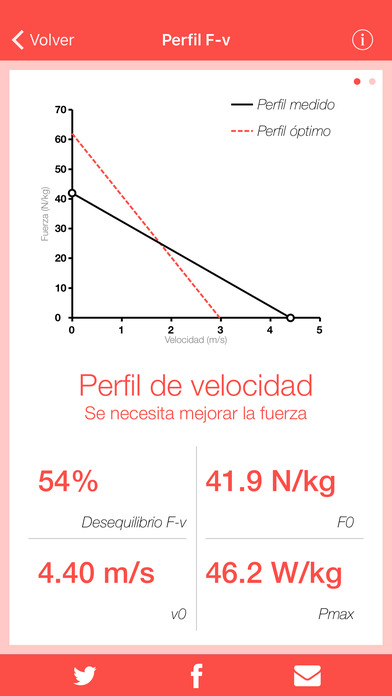 Volver
Perfil F-v
Perfil medido
Perfil óptimo
70
60
50
40
30
20
10
0
Fuerza (N/kg)
0 1 2 3 4 5
Velocidad (m/s)
Perfil de velocidad
Se necesita mejorar la fuerza
54%
Desequilibrio F-v
41.9 N/kg
F0
4.40 m/s
v0
46.2 W/kg
Pmax